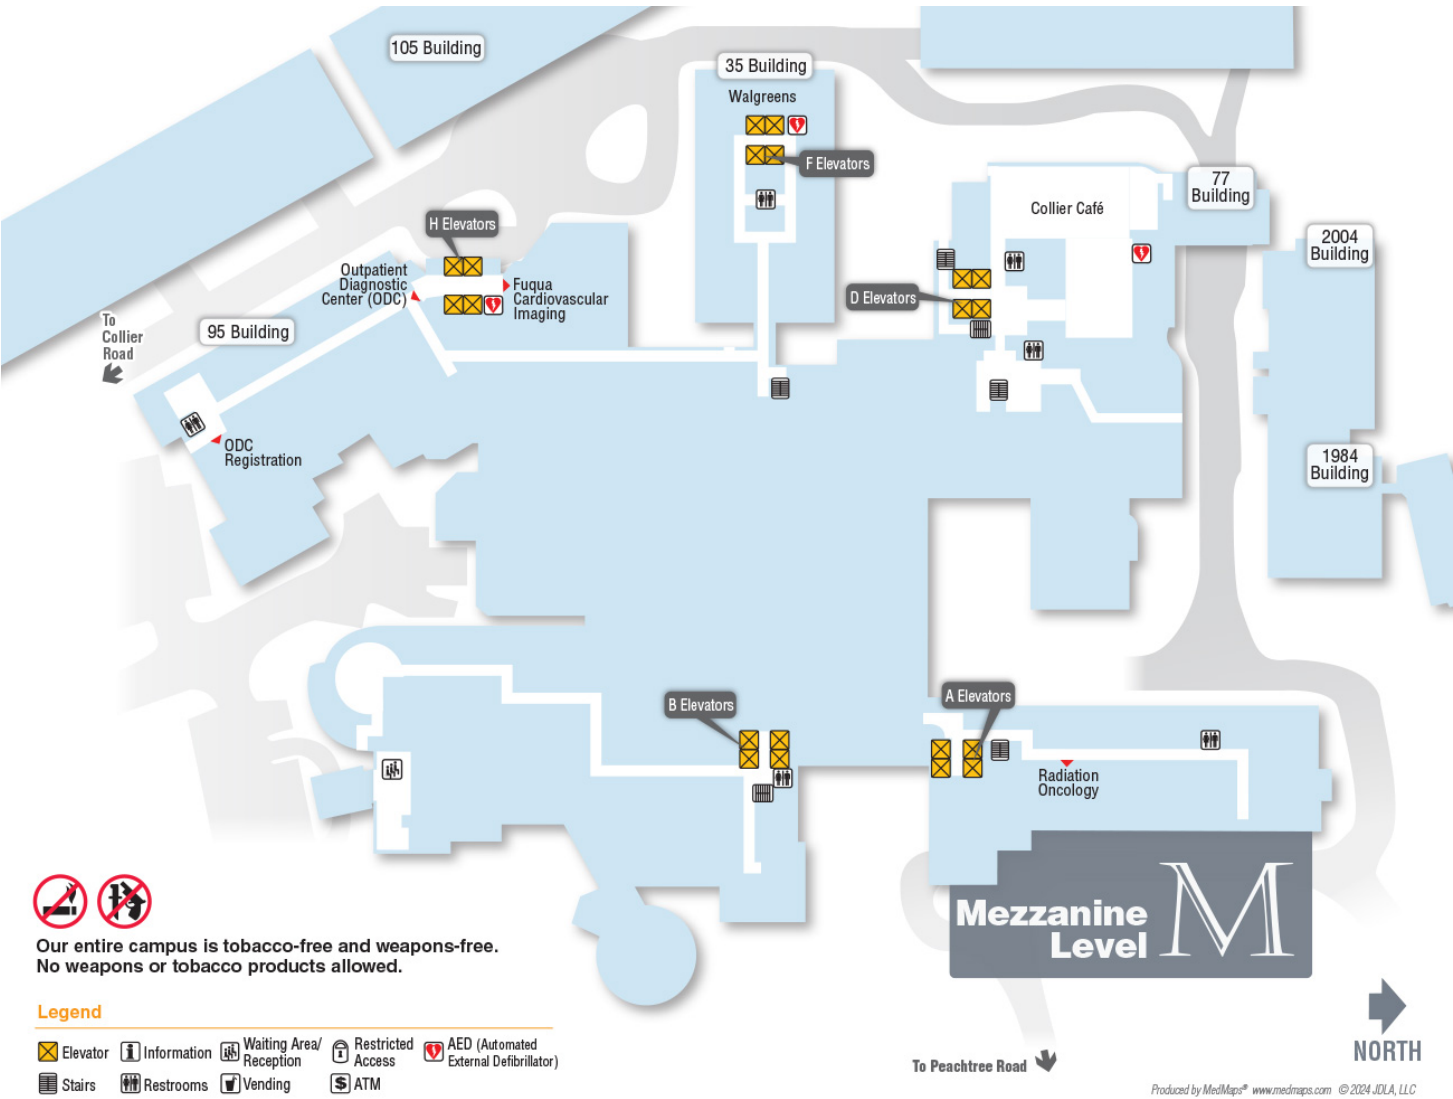 105 Building
35 Building
Walgreens
F Elevators
77
Building
Collier Café
2004
Building
H Elevators
Outpatient
Diagnostic
Center (ODC)
Fuqua
Cardiovascular
Imaging
D Elevators
To
Collier
Road
95 Building
ODC
Registration
1984
Building
B Elevators
A Elevators
Radiation
Oncology
Mezzanine
Level
M
Our entire campus is tobacco-free and weapons-free.
No weapons or tobacco products allowed.
Legend
Elevator
Information
Waiting Area/
Reception
Restricted
Access
AED (Automated
External Defibrillator)
Stairs
Restrooms
Vending
$ ATM
To Peachtree Road
NORTH
Produced by MedMaps® www.medmaps.com © 2024 JDLA, LLC